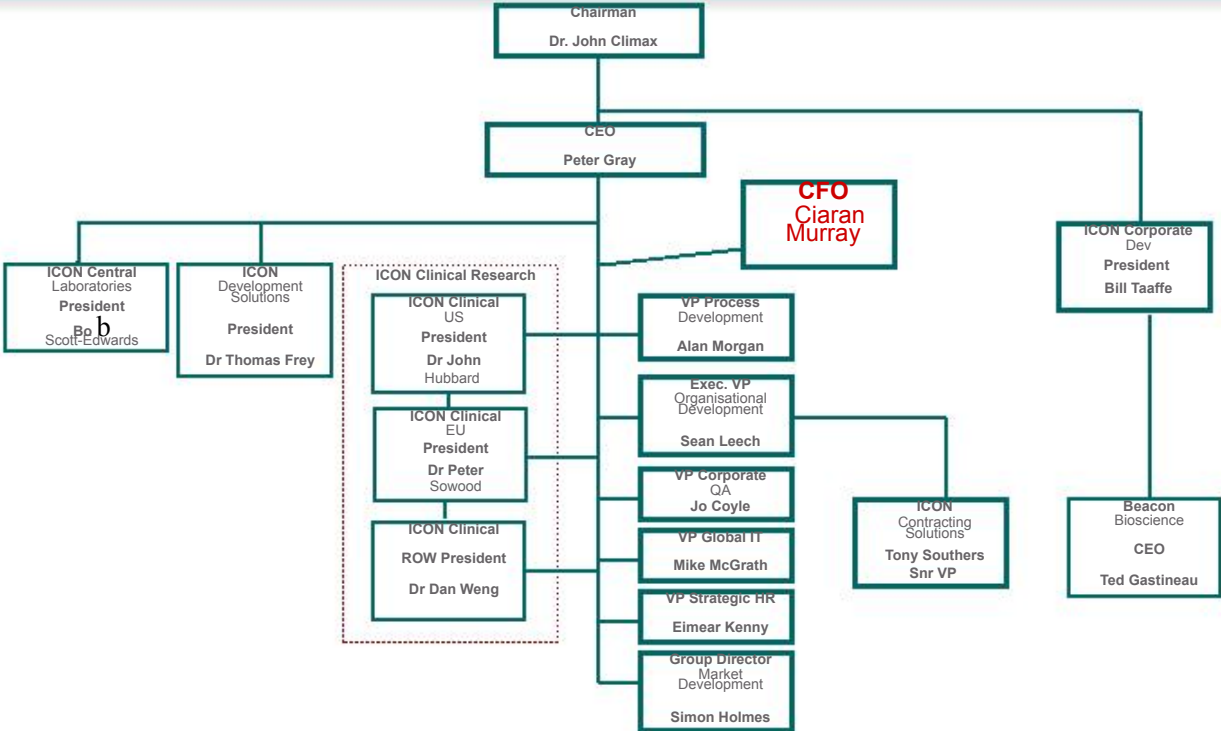 Chairman
Dr. John Climax
CEO
Peter Gray
CFO
Ciaran
Murray
ICON Corporate
Dev
President
Bill Taaffe
ICON Central
Laboratories
President
Bo b
Scott-Edwards
ICON
Development
Solutions
President
Dr Thomas Frey
ICON Clinical Research
ICON Clinical
US
President
Dr John
Hubbard
ICON Clinical
EU
President
Dr Peter
Sowood
ICON Clinical
ROW President
Dr Dan Weng
VP Process
Development
Alan Morgan
Exec. VP
Organisational
Development
Sean Leech
VP Corporate
QA
Jo Coyle
VP Global IT
Mike McGrath
VP Strategic HR
Eimear Kenny
Group Director
Market
Development
Simon Holmes
ICON
Contracting
Solutions
Tony Southers
Snr VP
Beacon
Bioscience
CEO
Ted Gastineau